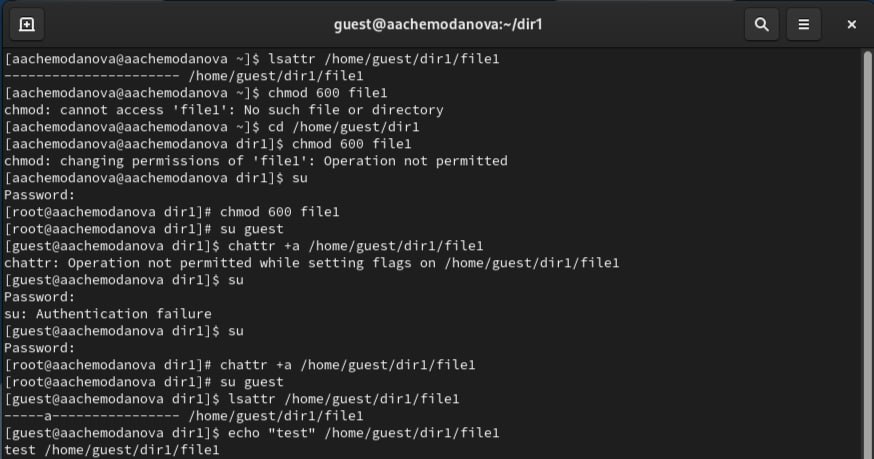 guest@aachemodanova:~/dir1
[aachemodanova@aachemodanova ~]$ lsattr /home/guest/dir1/file1
---------------------- /home/guest/dir1/file1
[aachemodanova@aachemodanova ~]$ chmod 600 file1
chmod: cannot access 'file1': No such file or directory
[aachemodanova@aachemodanova ~]$ cd /home/guest/dir1
[aachemodanova@aachemodanova dir1]$ chmod 600 file1
chmod: changing permissions of 'file1': Operation not permitted
[aachemodanova@aachemodanova dir1]$ su
Password:
[root@aachemodanova dir1]# chmod 600 file1
[root@aachemodanova dir1]# su guest
[guest@aachemodanova dir1]$ chattr +a /home/guest/dir1/file1
chattr: Operation not permitted while setting flags on /home/guest/dir1/file1
[guest@aachemodanova dir1]$ su
Password:
su: Authentication failure
[guest@aachemodanova dir1]$ su
Password:
[root@aachemodanova dir1]# chattr +a /home/guest/dir1/file1
[root@aachemodanova dir1]# su guest
[guest@aachemodanova dir1]$ lsattr /home/guest/dir1/file1
-----a---------------- /home/guest/dir1/file1
[guest@aachemodanova dir1]$ echo "test" /home/guest/dir1/file1
test /home/guest/dir1/file1